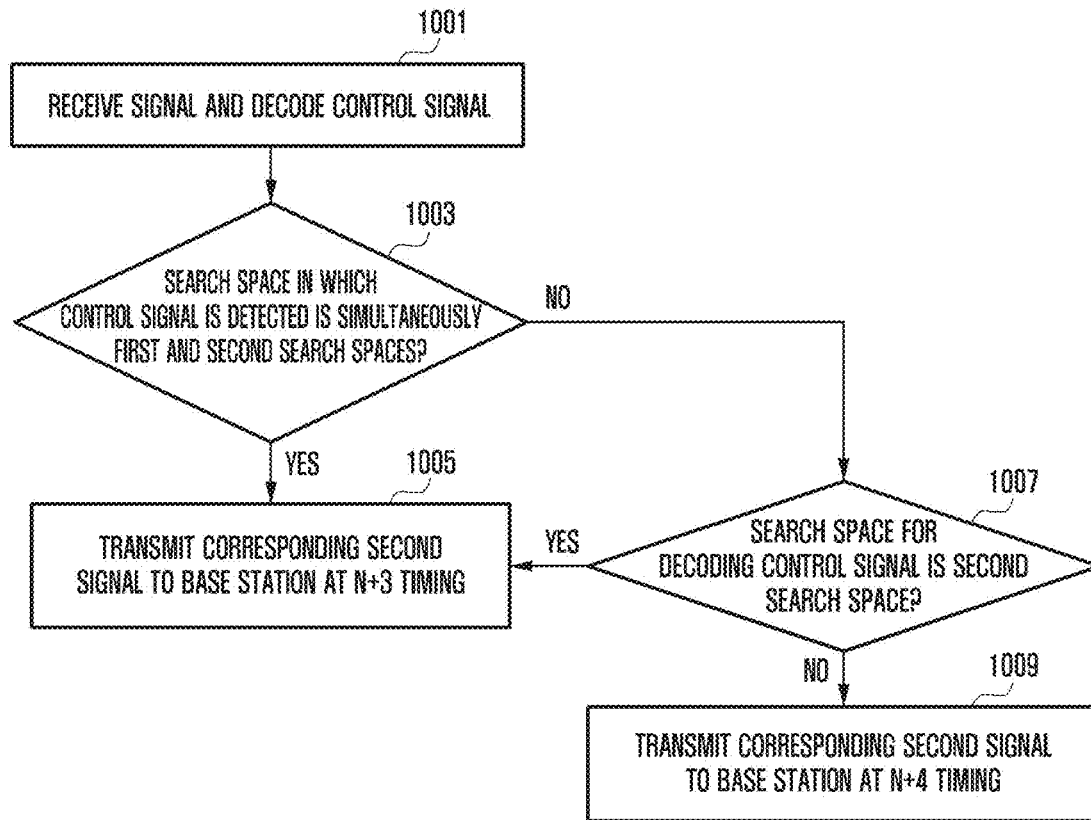 1001
RECEIVE SIGNAL AND DECODE CONTROL SIGNAL
1003
SEARCH SPACE IN WHICH
CONTROL SIGNAL IS DETECTED IS SIMULTANEOUSLY
FIRST AND SECOND SEARCH SPACES?
NO
YES
1005
TRANSMIT CORRESPONDING SECOND
SIGNAL TO BASE STATION AT N+3 TIMING
YES
1007
SEARCH SPACE FOR
DECODING CONTROL SIGNAL IS SECOND
SEARCH SPACE?
NO
1009
TRANSMIT CORRESPONDING SECOND SIGNAL
TO BASE STATION AT N+4 TIMING